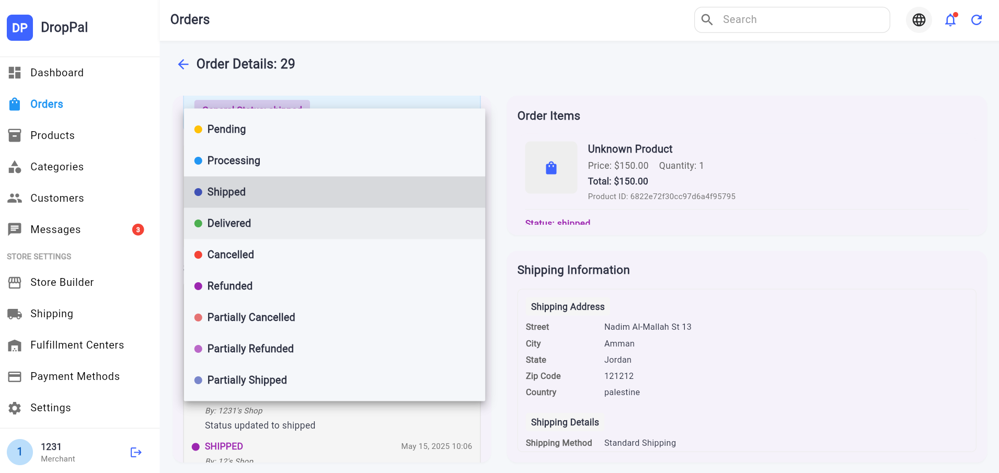 DP DropPal
Dashboard
Orders
Products
Categories
Customers
Messages 3
STORE SETTINGS
Store Builder
Shipping
Fulfillment Centers
Payment Methods
Settings
1 1231
Merchant
Orders
Search
Order Details: 29
General Status: shipped
Pending
Processing
Shipped
Delivered
Cancelled
Refunded
Partially Cancelled
Partially Refunded
Partially Shipped
By: 1231's Shop
Status updated to shipped
SHIPPED May 15, 2025 10:06
By: 12's Shop
Order Items
Unknown Product
Price: $150.00 Quantity: 1
Total: $150.00
Product ID: 6822e72f30cc97d6a4f95795
Status: shipped
Shipping Information
Shipping Address
Street Nadim Al-Mallah St 13
City Amman
State Jordan
Zip Code 121212
Country palestine
Shipping Details
Shipping Method Standard Shipping